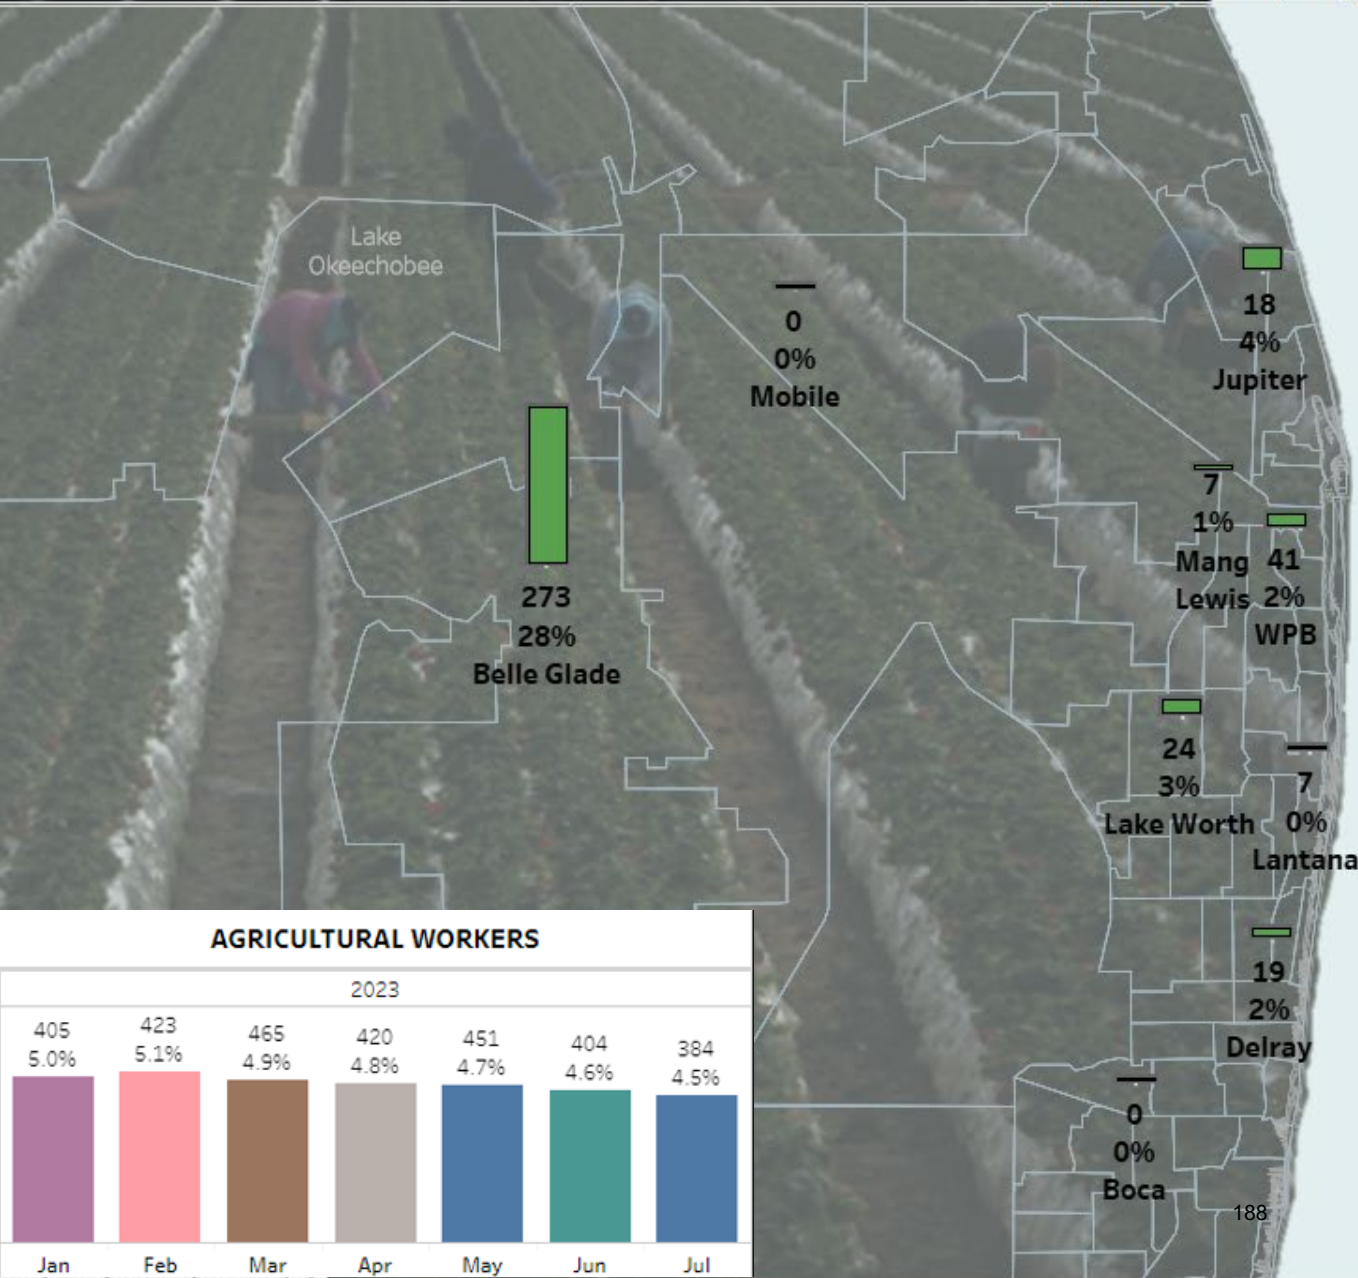 Lake
Okeechobee
0
0%
Mobile
18
4%
Jupiter
273
28%
Belle Glade
7
1%
Mang
Lewis
41
2%
WPB
24
3%
Lake Worth
7
0%
Lantana
19
2%
Delray
0
0%
Boca
188
AGRICULTURAL WORKERS
2023
405 423 465 420 451 404 384
5.0% 5.1% 4.9% 4.8% 4.7% 4.6% 4.5%
Jan Feb Mar Apr May Jun Jul